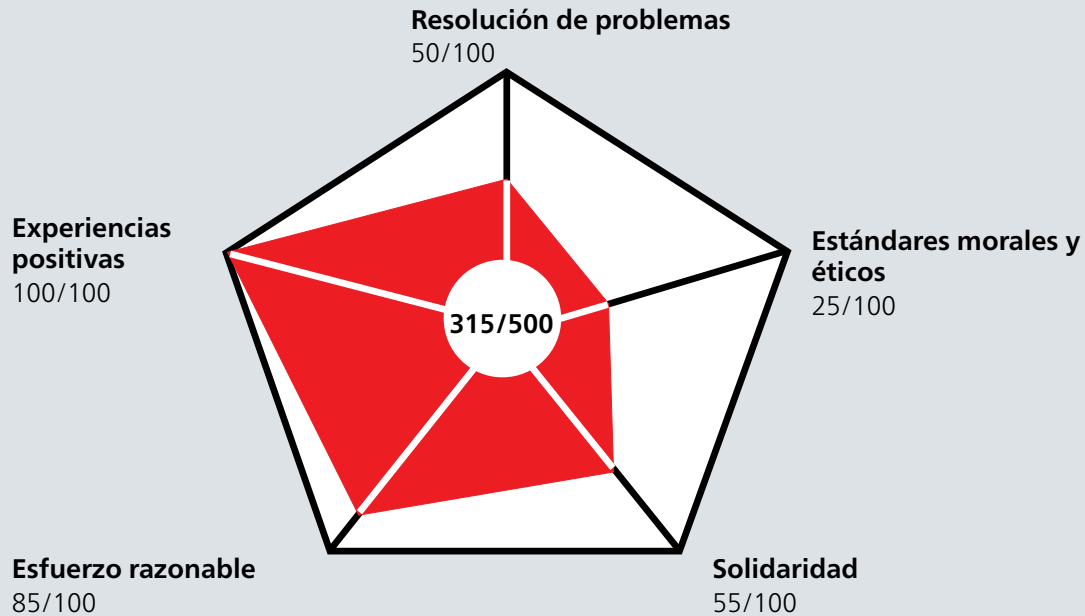 Resolución de problemas
50/100
Experiencias
positivas
100/100
Estándares morales y
éticos
25/100
315/500
Esfuerzo razonable
85/100
Solidaridad
55/100